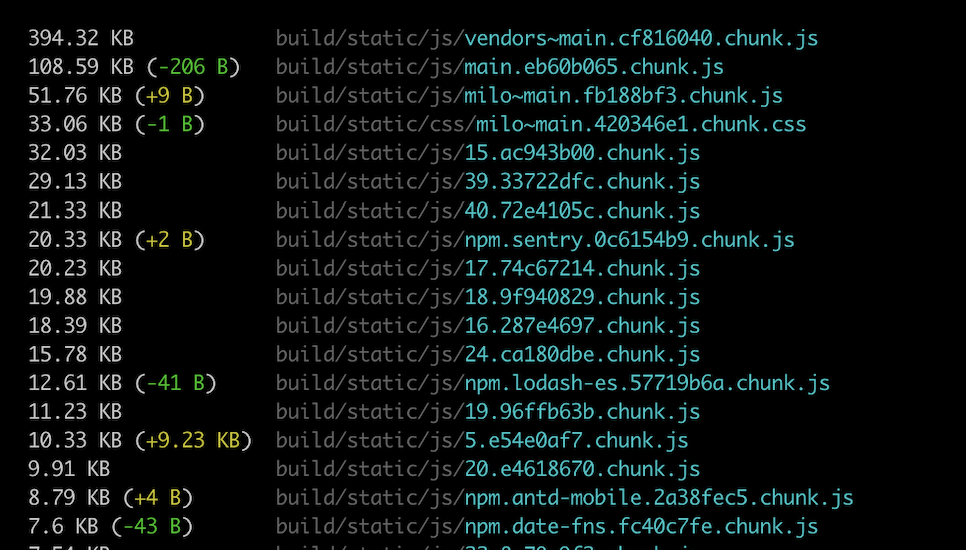 394.32 KB build/static/js/vendors~main.cf816040.chunk.js
108.59 KB (-206 B) build/static/js/main.eb60b065.chunk.js
51.76 KB (+9 B) build/static/js/milo~main.fb188bf3.chunk.js
33.06 KB (-1 B) build/static/css/milo~main.420346e1.chunk.css
32.03 KB build/static/js/15.ac943b00.chunk.js
29.13 KB build/static/js/39.33722dfc.chunk.js
21.33 KB build/static/js/40.72e4105c.chunk.js
20.33 KB (+2 B) build/static/js/npm.sentry.0c6154b9.chunk.js
20.23 KB build/static/js/17.74c67214.chunk.js
19.88 KB build/static/js/18.9f940829.chunk.js
18.39 KB build/static/js/16.287e4697.chunk.js
15.78 KB build/static/js/24.ca180dbe.chunk.js
12.61 KB (-41 B) build/static/js/npm.lodash-es.57719b6a.chunk.js
11.23 KB build/static/js/19.96ffb63b.chunk.js
10.33 KB (+9.23 KB) build/static/js/5.e54e0af7.chunk.js
9.91 KB build/static/js/20.e4618670.chunk.js
8.79 KB (+4 B) build/static/js/npm.antd-mobile.2a38fec5.chunk.js
7.6 KB (-43 B) build/static/js/npm.date-fns.fc40c7fe.chunk.js